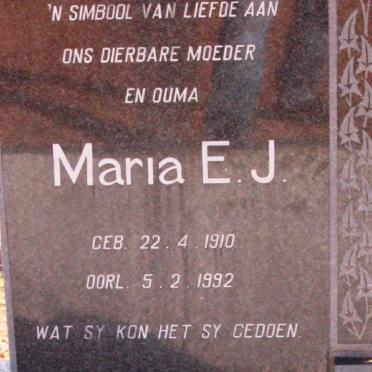 'N SIMBOOL VAN LIEFDE AAN
ONS DIERBARE MOEDER
EN OUMA
MARIA E.J.
GEB. 22.4.1910
OORL. 5.2.1992
WAT SY KON HET SY GEDOEN.